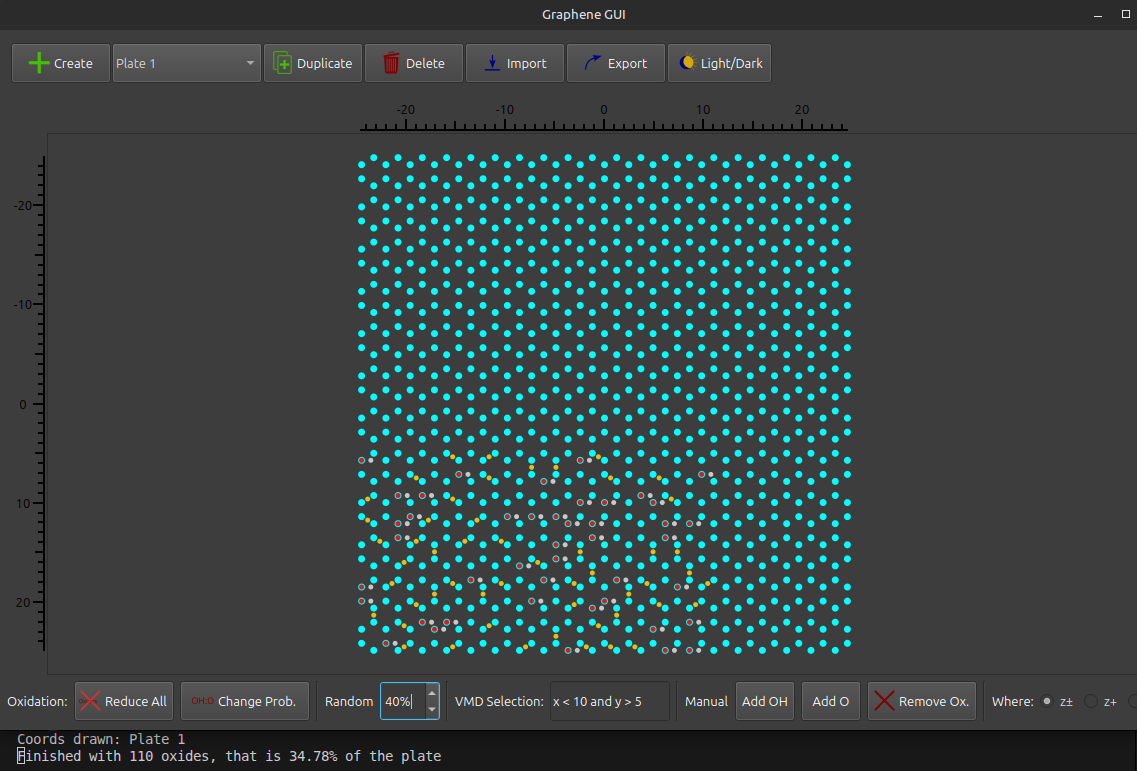 Graphene GUI
Create Plate 1 Duplicate Delete Import Export Light/Dark
-20 -10 0 10 20
-20
-10
0
10
20
Oxidation: Reduce All OH:O Change Prob. Random 40% VMD Selection: x < 10 and y > 5 Manual Add OH Add O Remove Ox. Where: z± z+
Coords drawn: Plate 1
Finished with 110 oxides, that is 34.78% of the plate